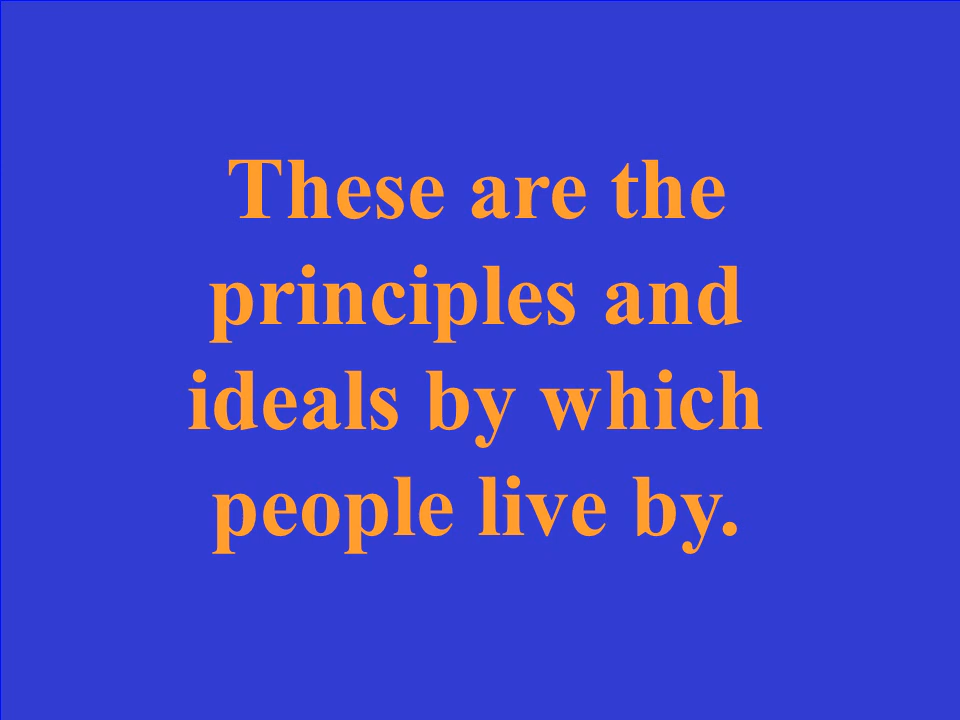 These are the
principles and
ideals by which
people live by.